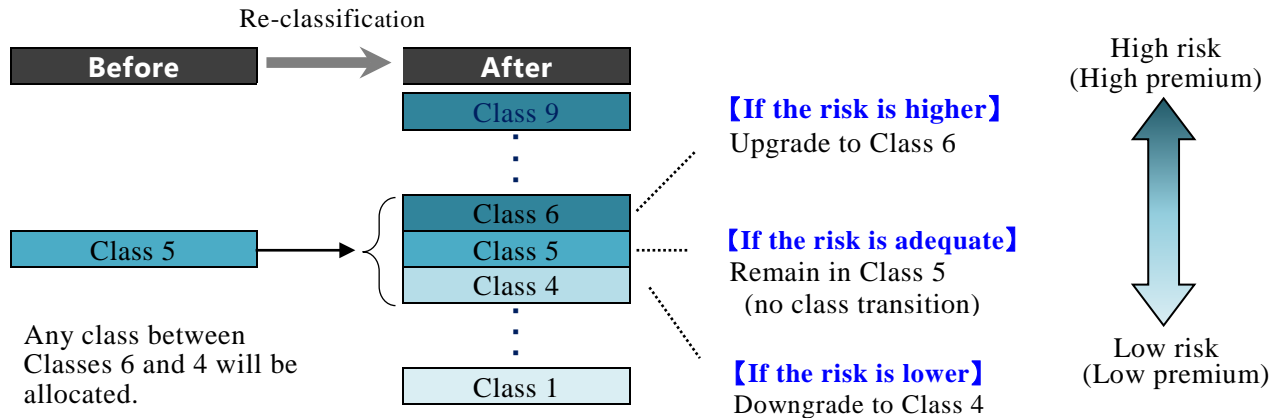 Re-classification
Before
After
High risk
(High premium)
Class 9
【If the risk is higher】
Upgrade to Class 6
Class 6
Class 5
Class 5
Class 4
【If the risk is adequate】
Remain in Class 5
(no class transition)
Any class between
Classes 6 and 4 will be
allocated.
Class 1
【If the risk is lower】
Downgrade to Class 4
Low risk
(Low premium)